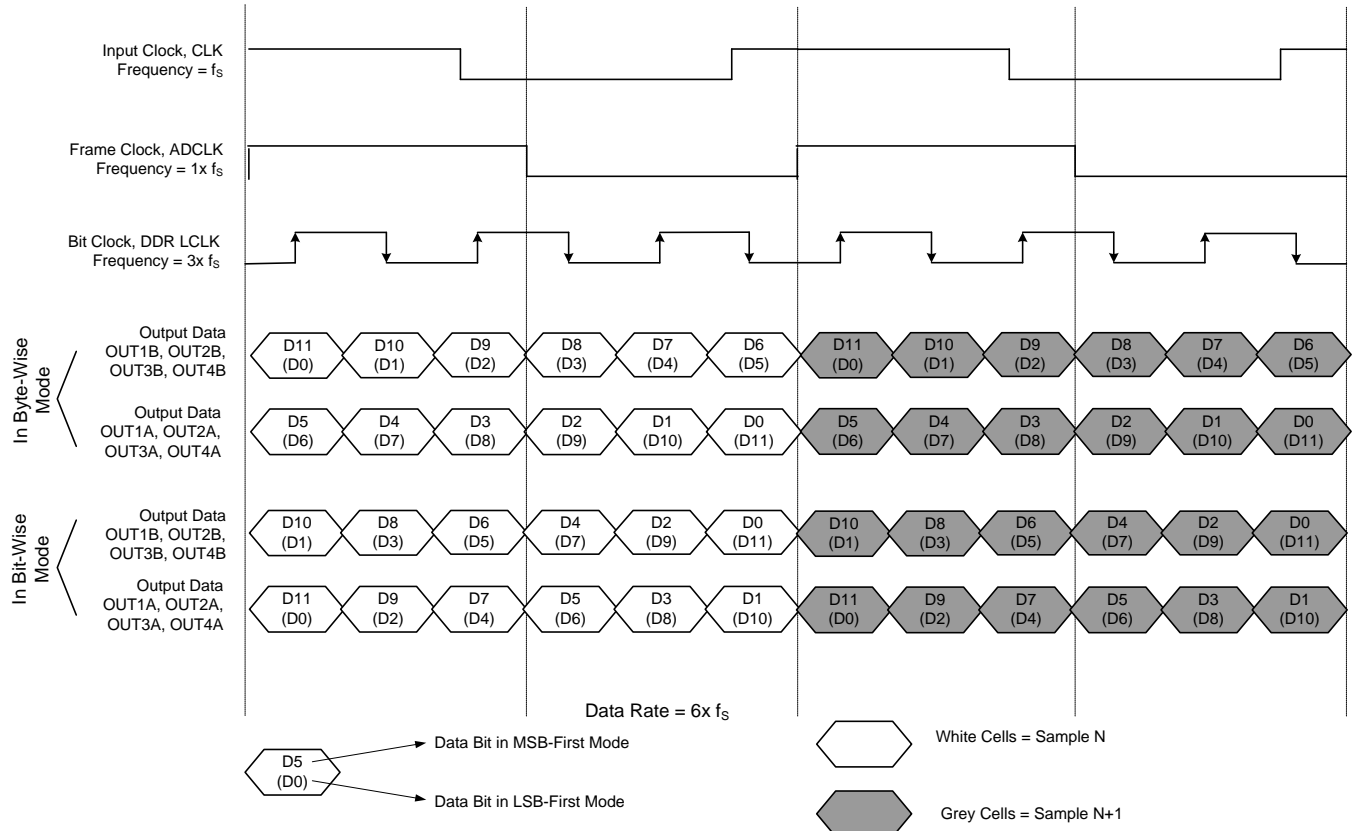 Input Clock, CLK
Frequency = fS
Frame Clock, ADCLK
Frequency = 1x fS
Bit Clock, DDR LCLK
Frequency = 3x fS
In Byte-Wise
Mode
Output Data
OUT1B, OUT2B,
OUT3B, OUT4B
D11 D10 D9 D8 D7 D6 D11 D10 D9 D8 D7 D6
(D0) (D1) (D2) (D3) (D4) (D5) (D0) (D1) (D2) (D3) (D4) (D5)
Output Data
OUT1A, OUT2A,
OUT3A, OUT4A
D5 D4 D3 D2 D1 D0 D5 D4 D3 D2 D1 D0
(D6) (D7) (D8) (D9) (D10) (D11) (D6) (D7) (D8) (D9) (D10) (D11)
In Bit-Wise
Mode
Output Data
OUT1B, OUT2B,
OUT3B, OUT4B
D10 D8 D6 D4 D2 D0 D10 D8 D6 D4 D2 D0
(D1) (D3) (D5) (D7) (D9) (D11) (D1) (D3) (D5) (D7) (D9) (D11)
Output Data
OUT1A, OUT2A,
OUT3A, OUT4A
D11 D9 D7 D5 D3 D1 D11 D9 D7 D5 D3 D1
(D0) (D2) (D4) (D6) (D8) (D10) (D0) (D2) (D4) (D6) (D8) (D10)
Data Rate = 6x fS
D5
(D0)
Data Bit in MSB-First Mode
Data Bit in LSB-First Mode
White Cells = Sample N
Grey Cells = Sample N+1